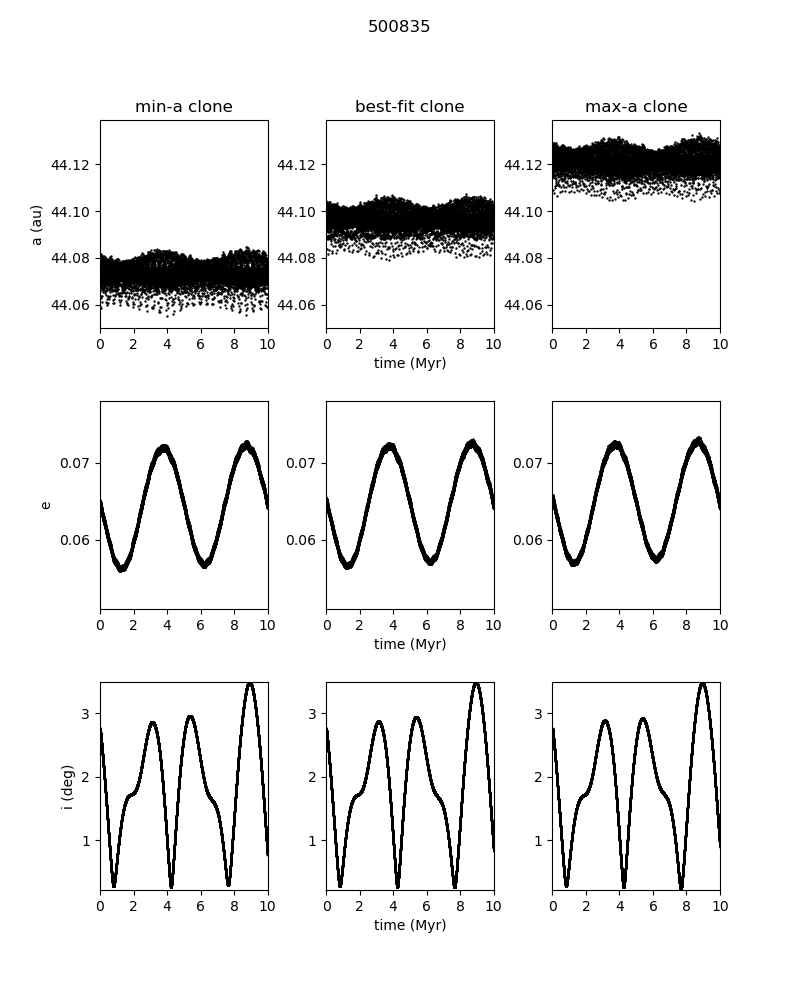 500835
min-a clone best-fit clone max-a clone
a (au)
44.12 44.12 44.12
44.10 44.10 44.10
44.08 44.08 44.08
44.06 44.06 44.06
0 2 4 6 8 10 0 2 4 6 8 10 0 2 4 6 8 10
time (Myr)
e
0.07 0.07 0.07
0.06 0.06 0.06
0 2 4 6 8 10 0 2 4 6 8 10 0 2 4 6 8 10
time (Myr)
i (deg)
3 3 3
2 2 2
1 1 1
0 2 4 6 8 10 0 2 4 6 8 10 0 2 4 6 8 10
time (Myr)